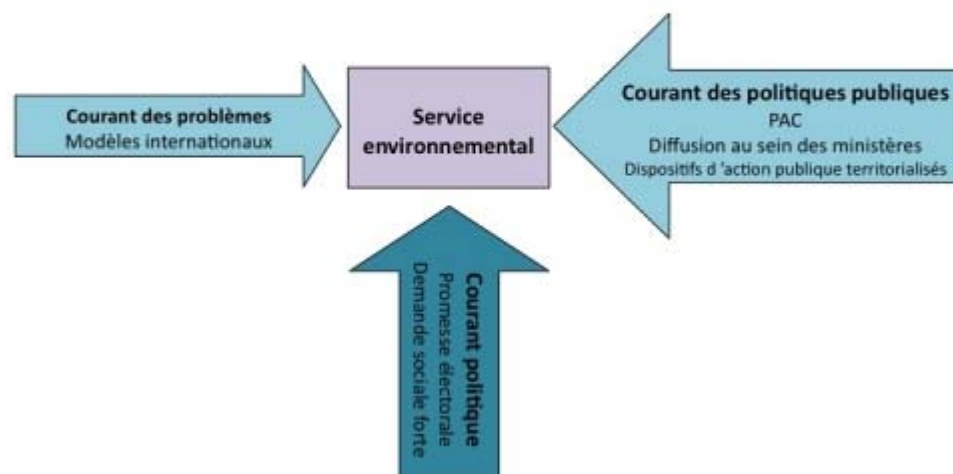 Courant des problèmes
Modèles internationaux
Service
environnemental
Courant des politiques publiques
PAC
Diffusion au sein des ministères
Dispositifs d 'action publique territorialisés
Courant politique
Promesse électorale
Demande sociale forte